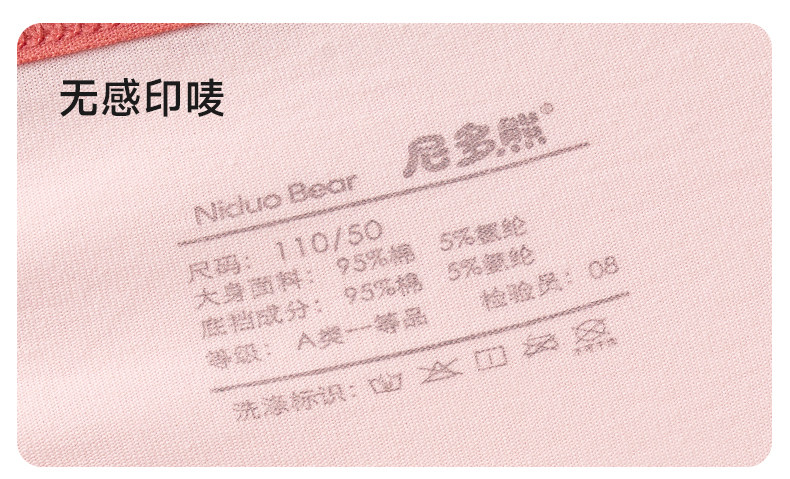 无感印唛
Niduo Bear 尼多熊®
尺码：110/50
大身面料：95%棉 5%氨纶
底裆成分：95%棉 5%氨纶
等级：A类一等品 检验员：08
洗涤标识：